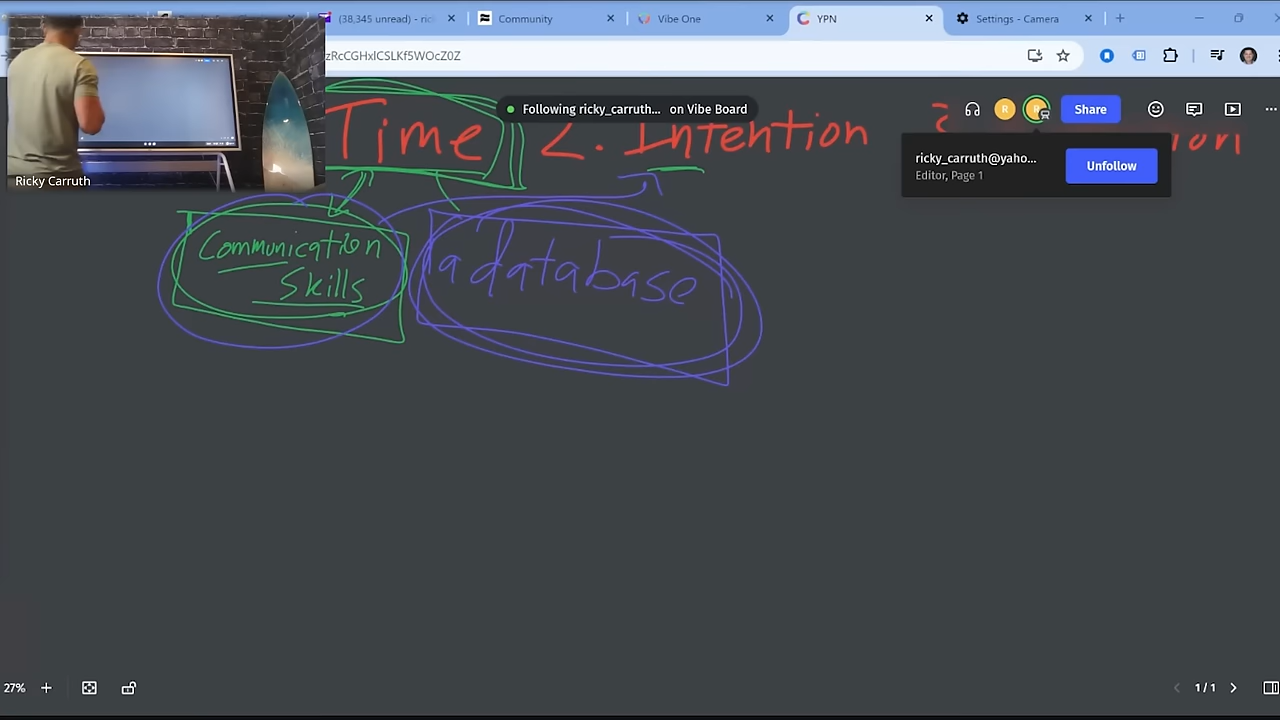 (38,345 unread) - ric
Community
Vibe One
YPN
Settings - Camera
zRcCGHxlCSLKf5WOcZ0Z
Following ricky_carruth... on Vibe Board
Share
Time 2. Intention
ricky_carruth@yaho...
Editor, Page 1
Unfollow
Ricky Carruth
Communication
Skills
a database
27%
1/1